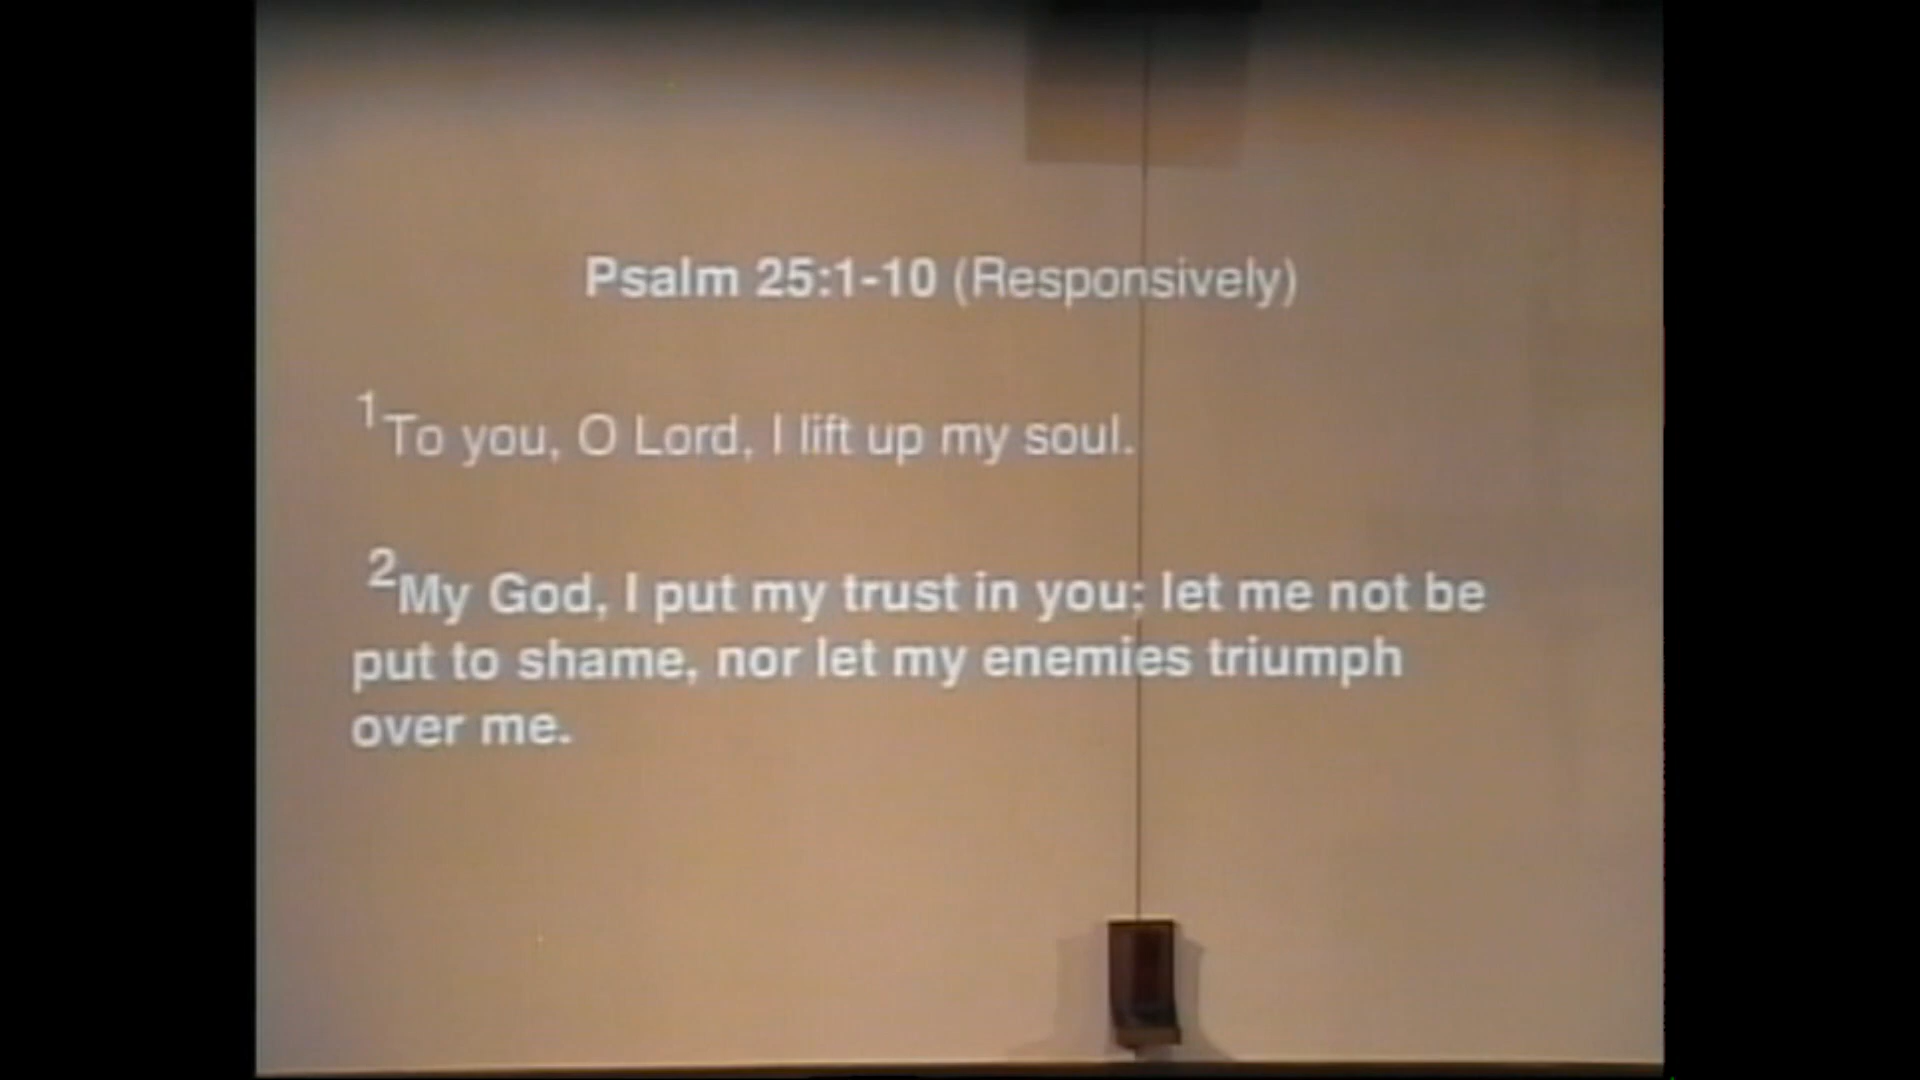 Psalm 25:1-10 (Responsively)
1To you, O Lord, I lift up my soul.
2My God, I put my trust in you; let me not be
put to shame, nor let my enemies triumph
over me.